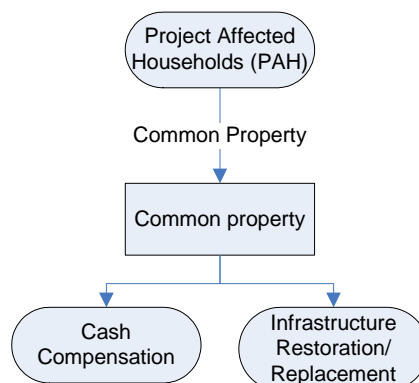 Project Affected
Households (PAH)
Common Property
Common property
Cash
Compensation
Infrastructure
Restoration/
Replacement